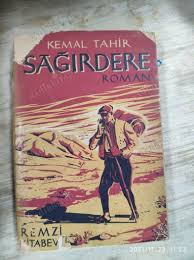 KEMAL TAHİR
SAĞIRDERE
ROMAN
REMZİ
KİTABEVİ